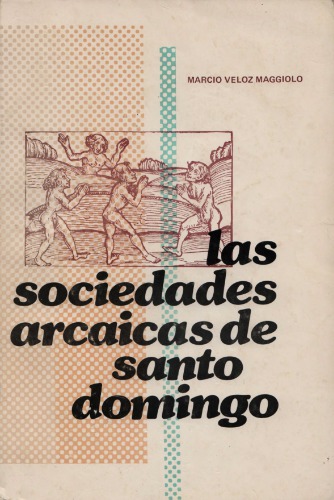 MARCIO VELOZ MAGGIOLO
las
sociedades
arcaicas de
santo
domingo